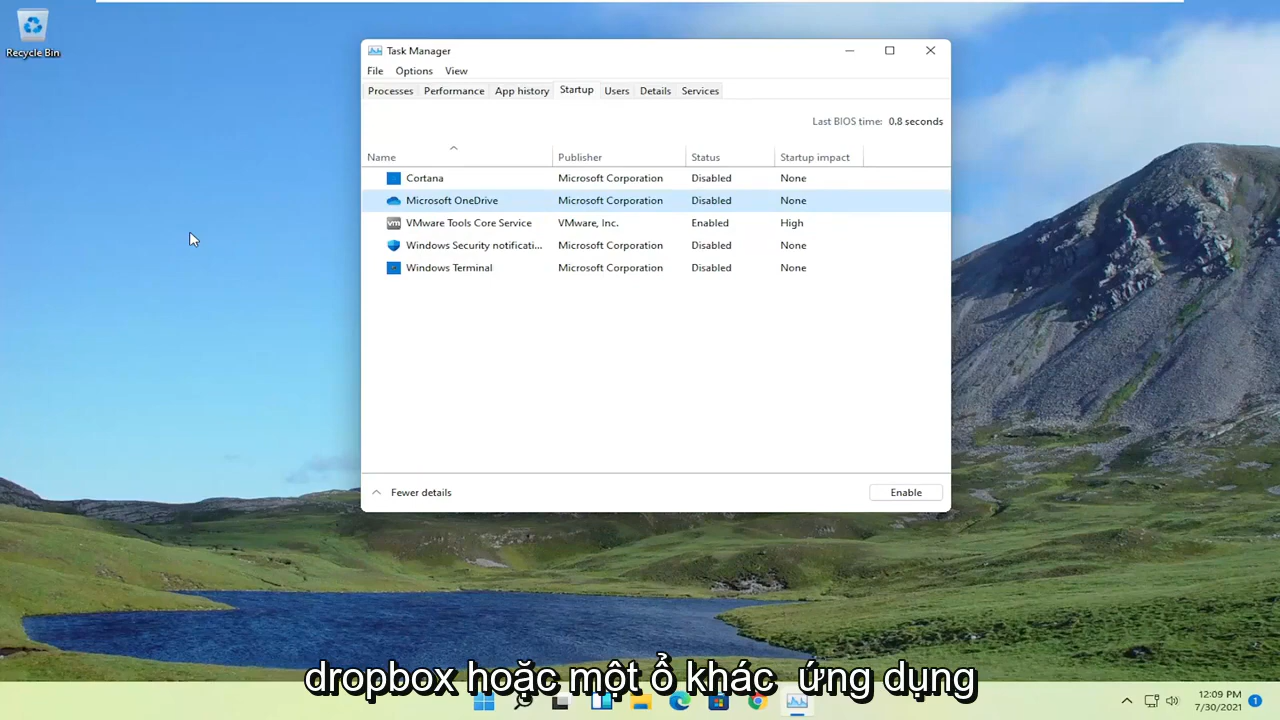 Recycle Bin
Task Manager
File Options View
Processes Performance App history Startup Users Details Services
Last BIOS time: 0.8 seconds
Name Publisher Status Startup impact
Cortana Microsoft Corporation Disabled None
Microsoft OneDrive Microsoft Corporation Disabled None
vm VMware Tools Core Service VMware, Inc. Enabled High
Windows Security notificati... Microsoft Corporation Disabled None
Windows Terminal Microsoft Corporation Disabled None
Fewer details Enable
dropbox hoặc một ổ khác ứng dụng
12:09 PM
7/30/2021
1